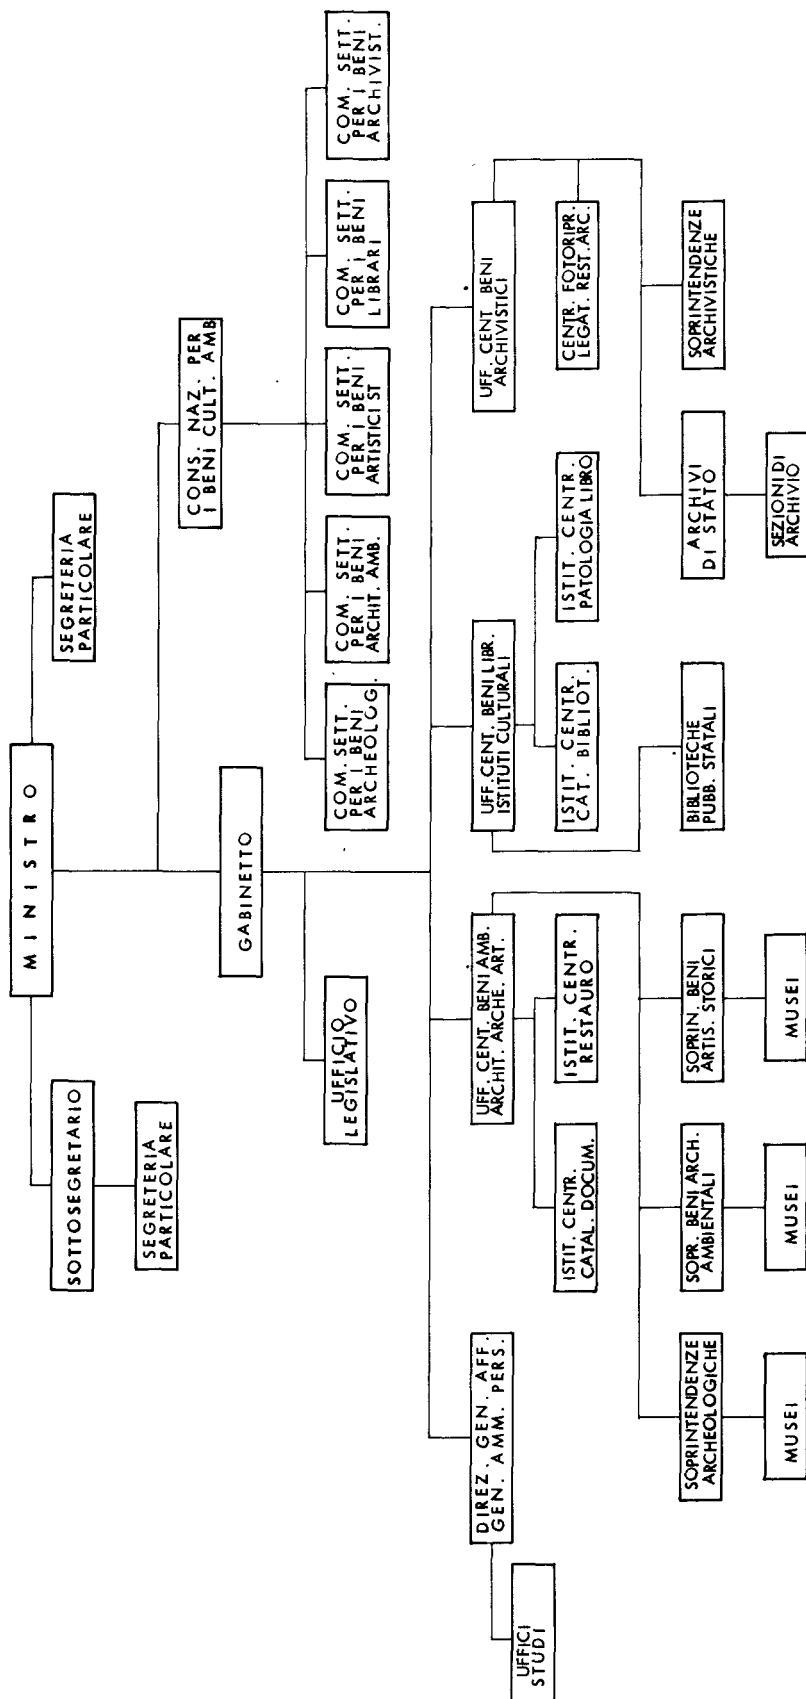 MINISTRO
SOTTOSEGRETARIO
SEGRETERIA
PARTICOLARE
SEGRETERIA
PARTICOLARE
CONS. NAZ. PER
I BENI CULT. AMB
GABINETTO
UFFICIO
LEGISLATIVO
COM. SETT.
PER I BENI
ARCHEOLOG.
COM. SETT.
PER I BENI
ARCHIT. AMB.
COM. SETT.
PER I BENI
ARTISTICI ST
COM. SETT.
PER I BENI
LIBRARI
COM. SETT.
PER I BENI
ARCHIVIST.
DIREZ. GEN. AFF.
GEN. AMM. PERS.
UFF. CENT. BENI AMB.
ARCHIT. ARCHE. ART.
UFF. CENT. BENI LIBR.
ISTITUTI CULTURALI
UFF. CENT. BENI
ARCHIVISTICI
UFFICI
STUDI
ISTIT. CENTR.
CATAL. DOCUM.
ISTIT. CENTR.
RESTAURO
ISTIT. CENTR.
CAT. BIBLIOT.
ISTIT. CENTR.
PATOLOGIA LIBRO
CENTR. FOTORIPR.
LEGAT. REST. ARC.
SOPRINTENDENZE
ARCHEOLOGICHE
SOPR. BENI ARCH.
AMBIENTALI
SOPRIN. BENI
ARTIS. STORICI
BIBLIOTECHE
PUBB. STATALI
ARCHIVI
DI STATO
SOPRINTENDENZE
ARCHIVISTICHE
MUSEI
MUSEI
MUSEI
SEZIONI DI
ARCHIVIO